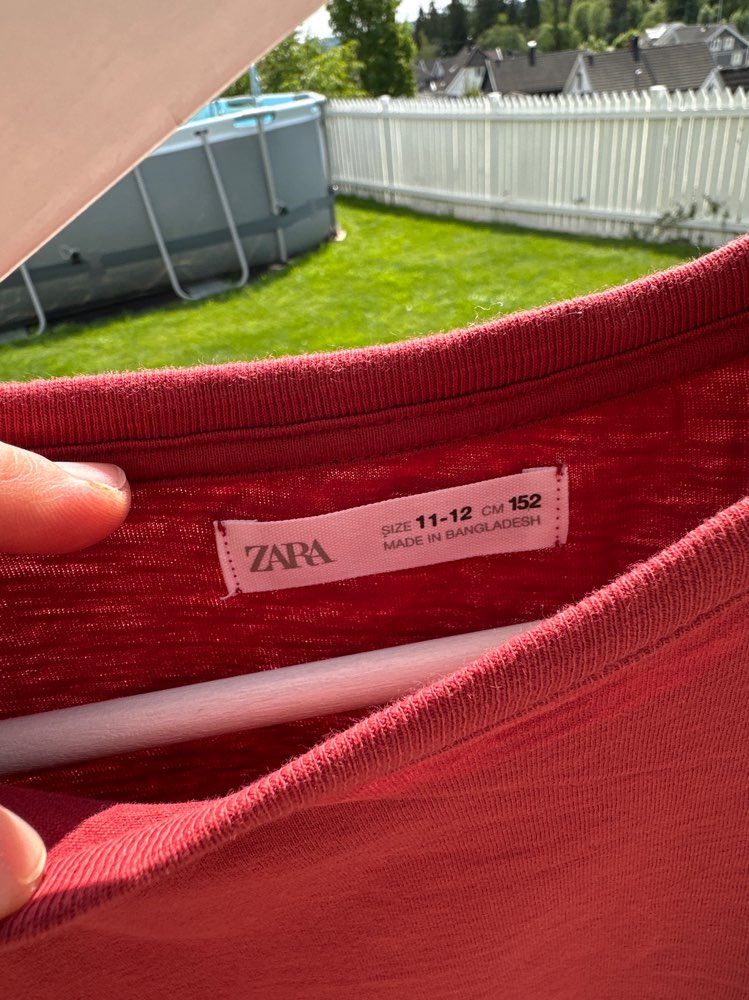 ZARA
SIZE 11-12 CM 152
MADE IN BANGLADESH